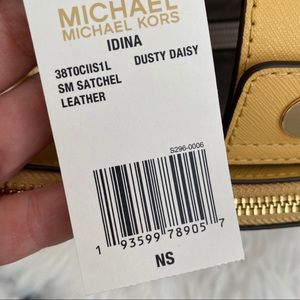 MICHAEL
MICHAEL KORS
IDINA
38T0CIIS1L DUSTY DAISY
SM SATCHEL
LEATHER
S296-0006
1 93599 78905 7
NS